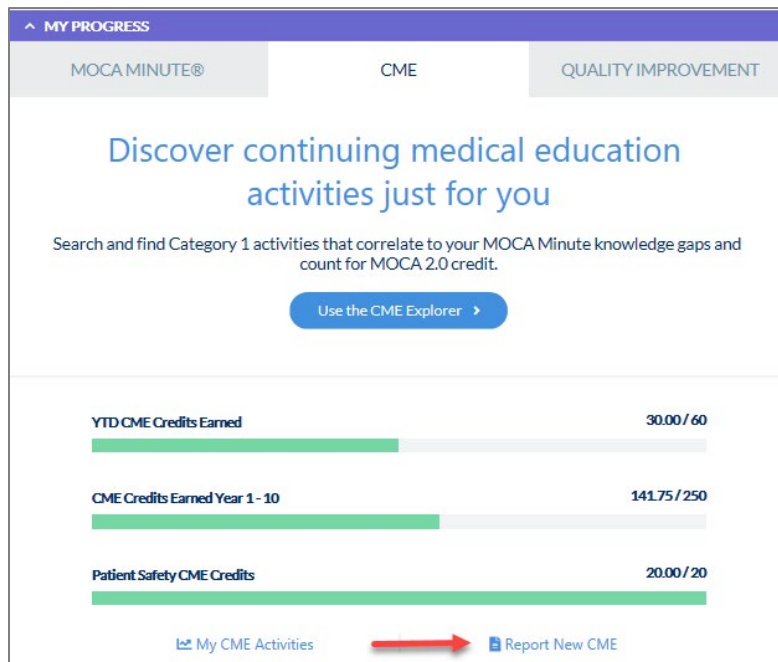 MY PROGRESS
MOCA MINUTE® CME QUALITY IMPROVEMENT
Discover continuing medical education
activities just for you
Search and find Category 1 activities that correlate to your MOCA Minute knowledge gaps and
count for MOCA 2.0 credit.
Use the CME Explorer
YTD CME Credits Earned 30.00 / 60
CME Credits Earned Year 1 - 10 141.75 / 250
Patient Safety CME Credits 20.00 / 20
My CME Activities Report New CME